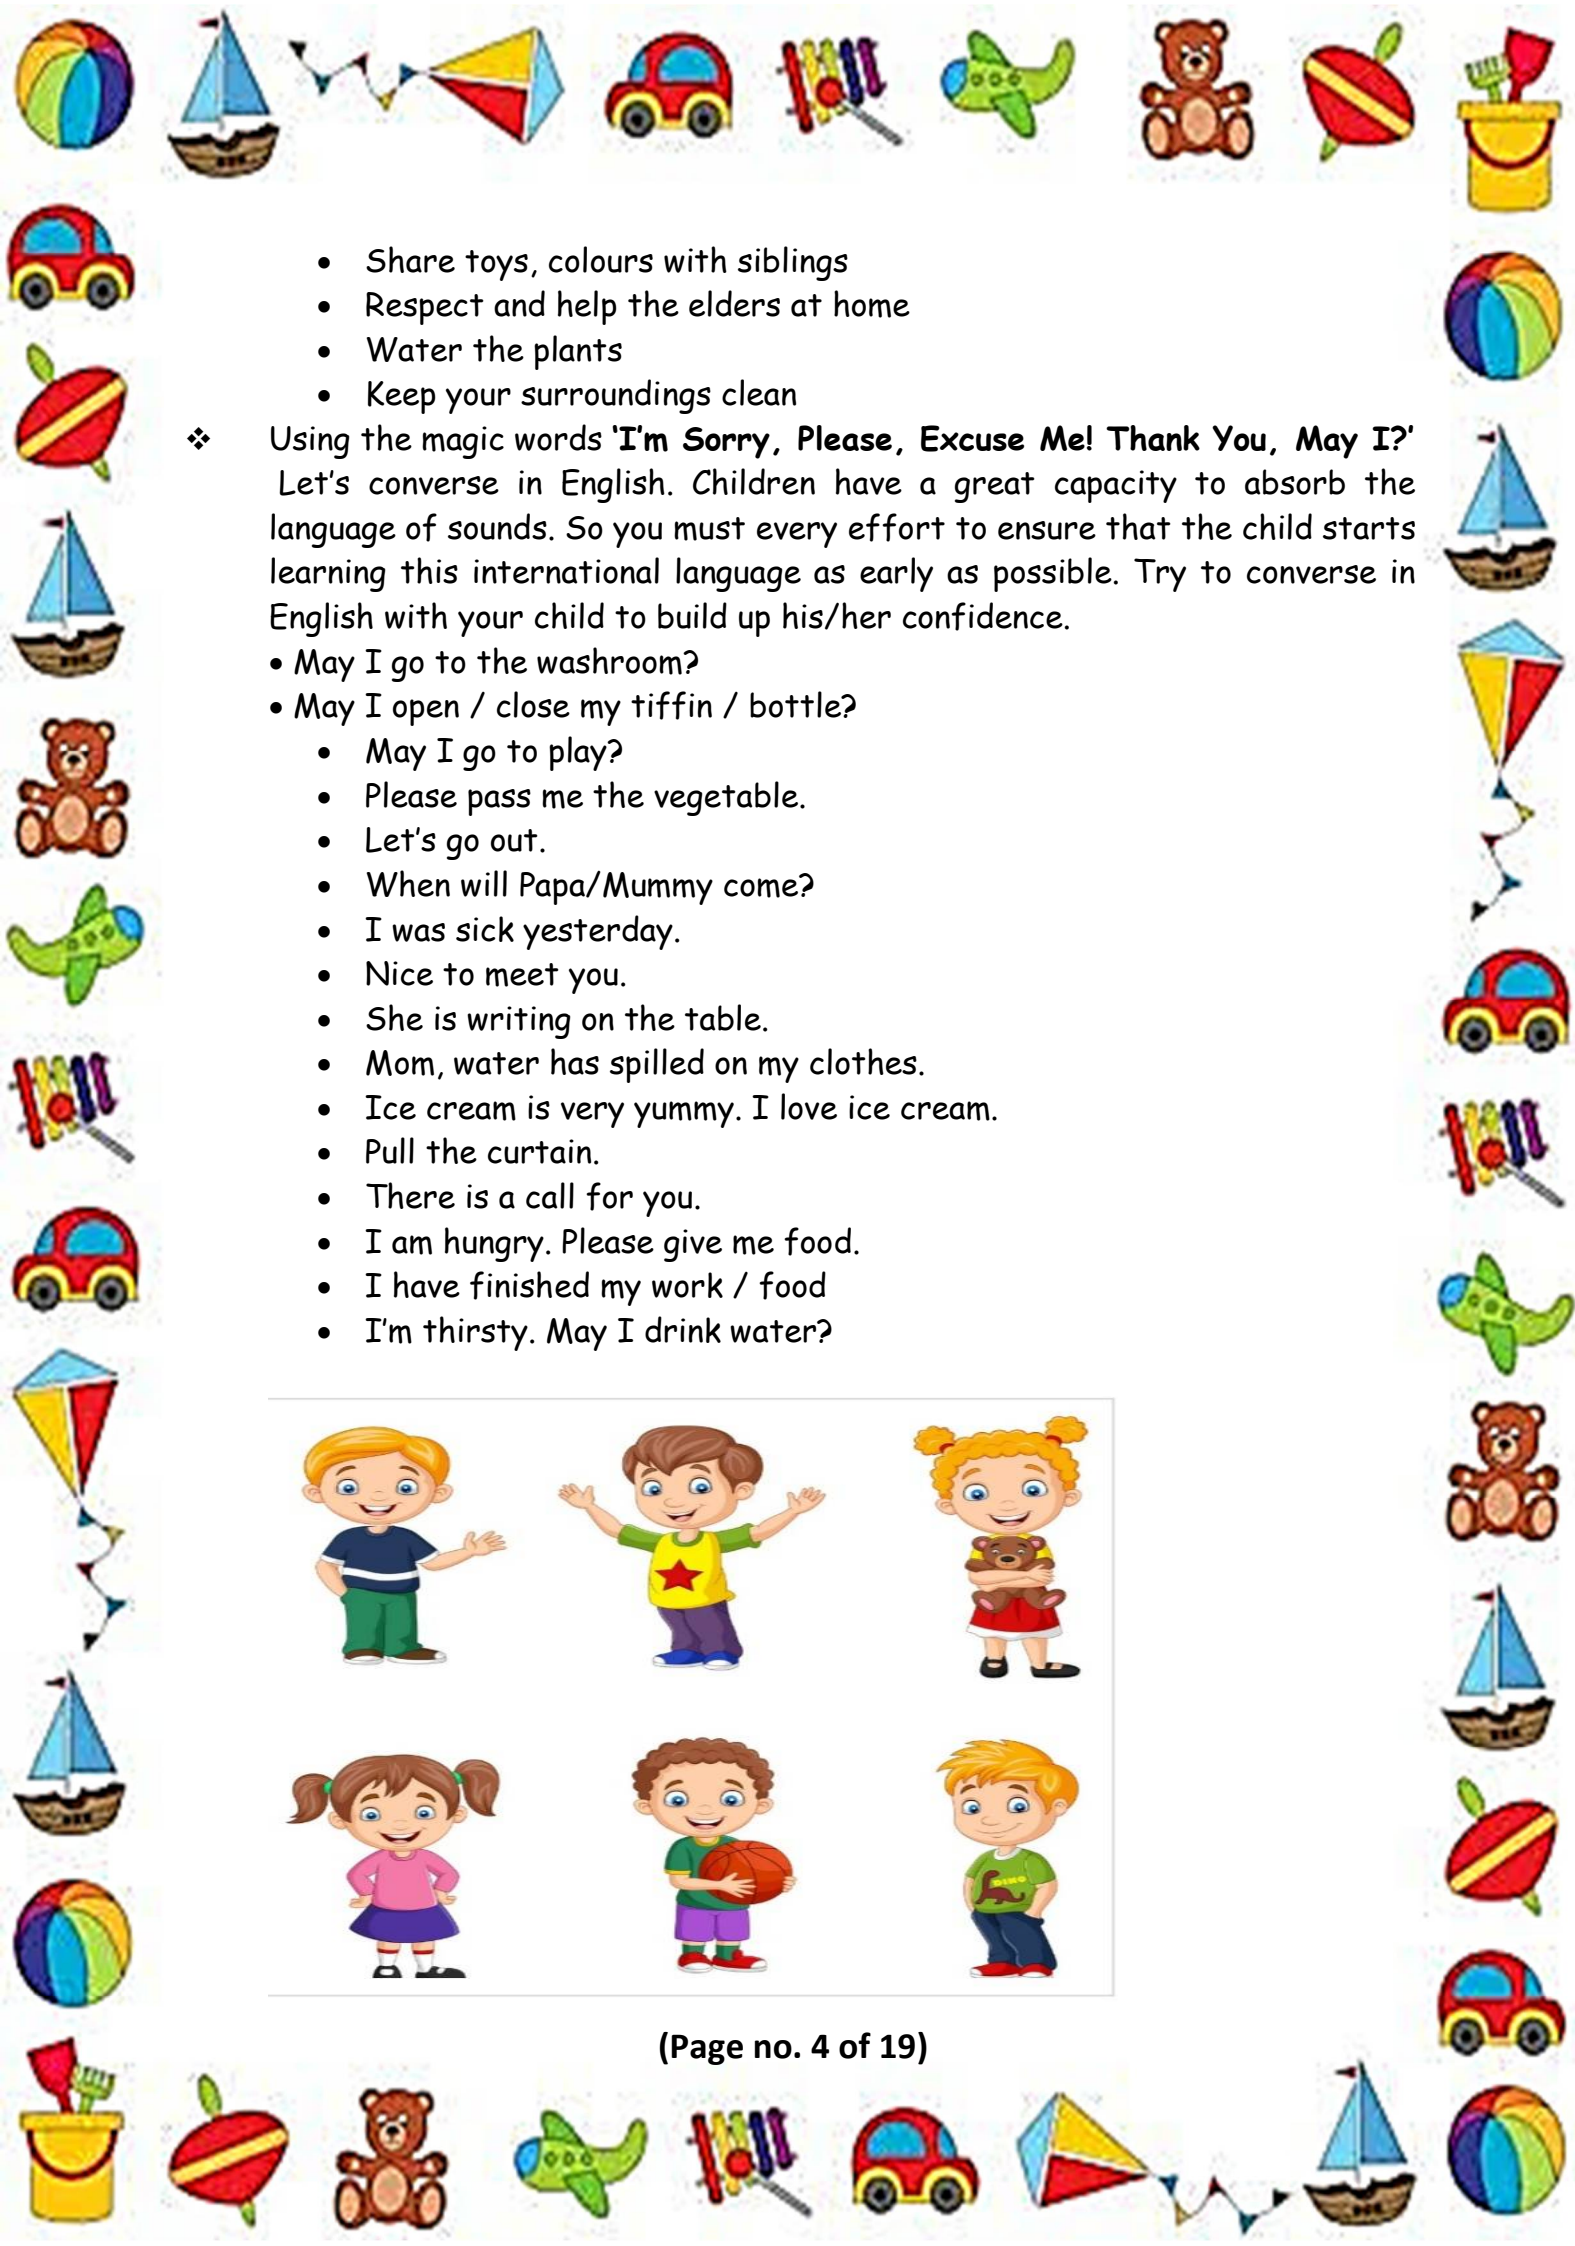 • Share toys, colours with siblings
• Respect and help the elders at home
• Water the plants
• Keep your surroundings clean
❖ Using the magic words ‘I’m Sorry, Please, Excuse Me! Thank You, May I?’
Let’s converse in English. Children have a great capacity to absorb the
language of sounds. So you must every effort to ensure that the child starts
learning this international language as early as possible. Try to converse in
English with your child to build up his/her confidence.
• May I go to the washroom?
• May I open / close my tiffin / bottle?
• May I go to play?
• Please pass me the vegetable.
• Let’s go out.
• When will Papa/Mummy come?
• I was sick yesterday.
• Nice to meet you.
• She is writing on the table.
• Mom, water has spilled on my clothes.
• Ice cream is very yummy. I love ice cream.
• Pull the curtain.
• There is a call for you.
• I am hungry. Please give me food.
• I have finished my work / food
• I’m thirsty. May I drink water?
DINO
(Page no. 4 of 19)